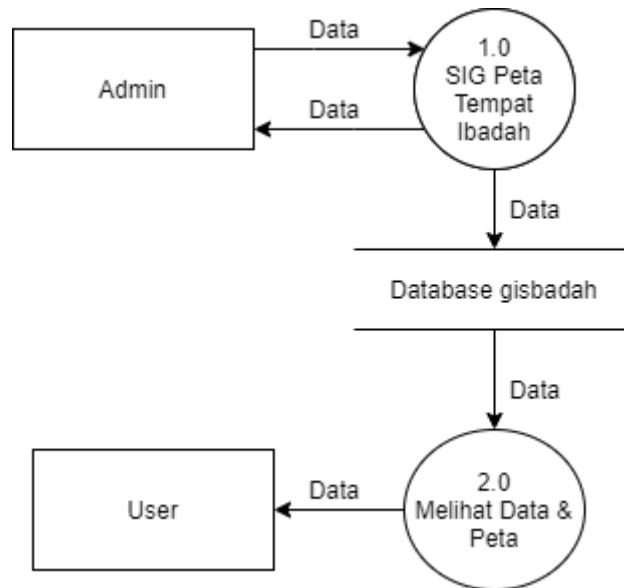 Data
1.0
SIG Peta
Tempat
Ibadah
Admin
Data
Data
Database gisbadah
Data
2.0
Melihat Data &
Peta
Data
User